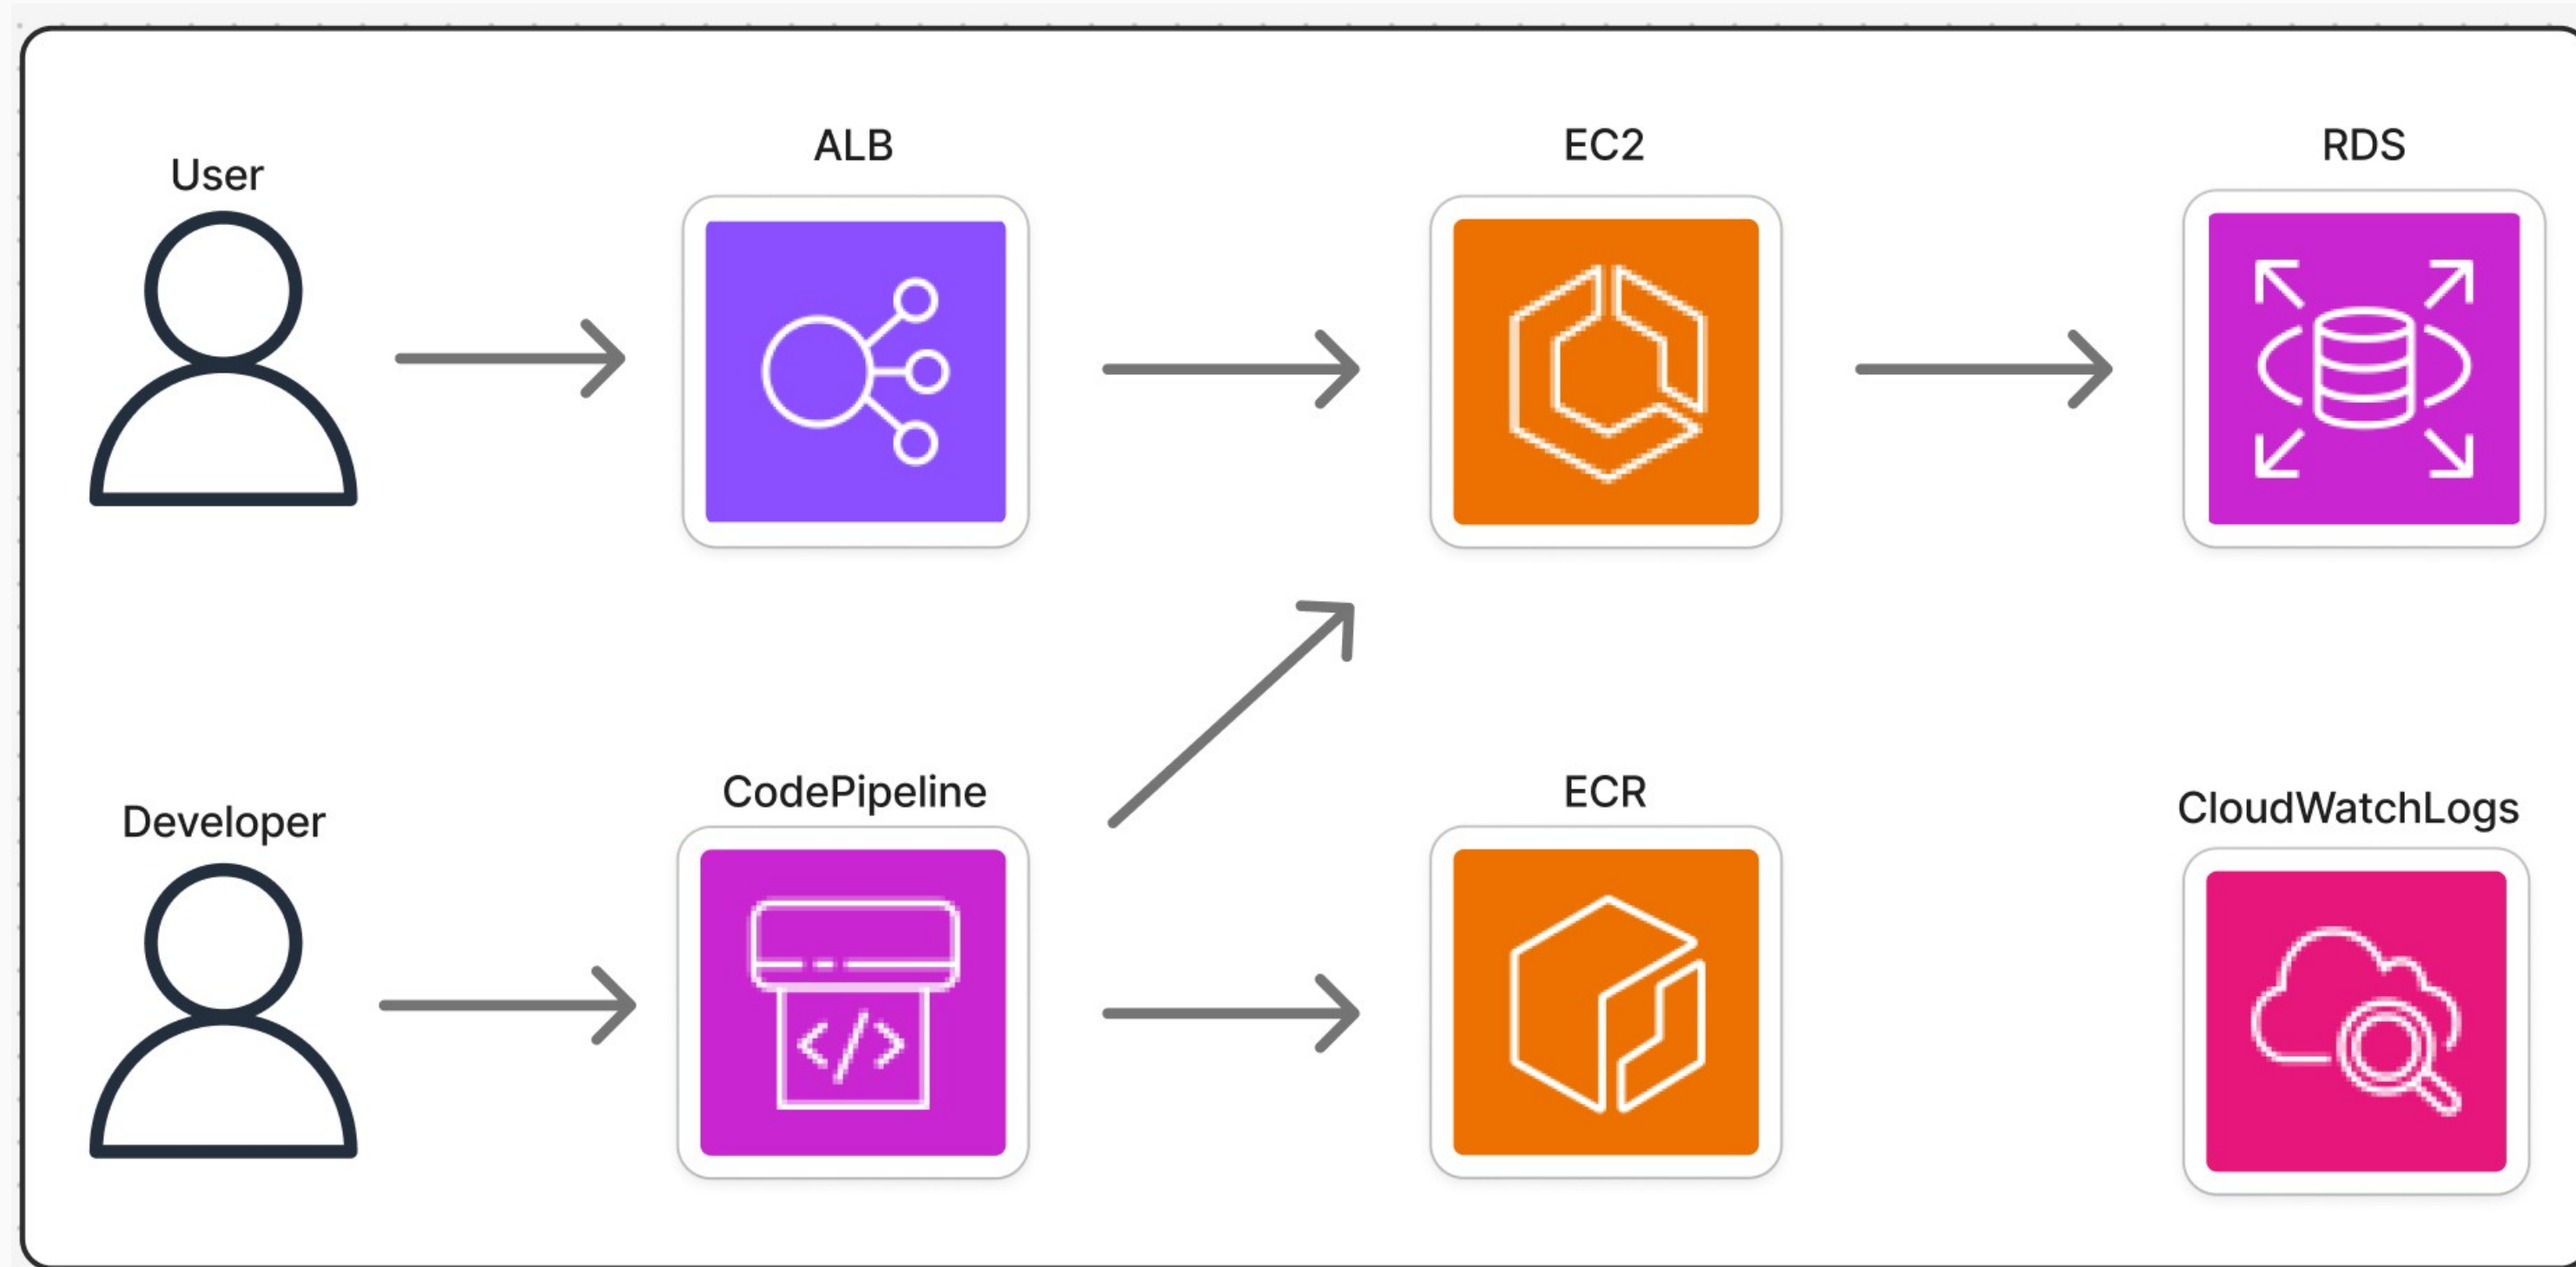 User
ALB
EC2
RDS
Developer
CodePipeline
ECR
CloudWatchLogs